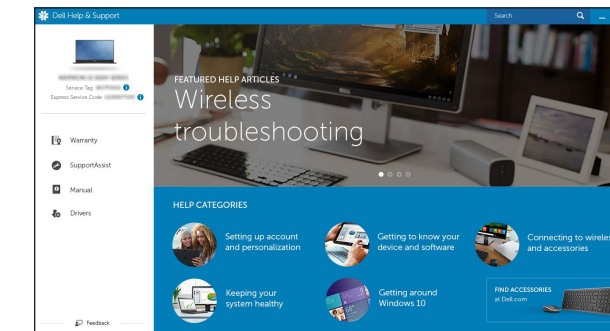 Dell Help & Support
Search
Service Tag
Express Service Code
Warranty
SupportAssist
Manual
Drivers
Feedback
FEATURED HELP ARTICLES
Wireless
troubleshooting
HELP CATEGORIES
Setting up account
and personalization
Getting to know your
device and software
Connecting to wireles
and accessories
Keeping your
system healthy
Getting around
Windows 10
FIND ACCESSORIES
at Dell.com